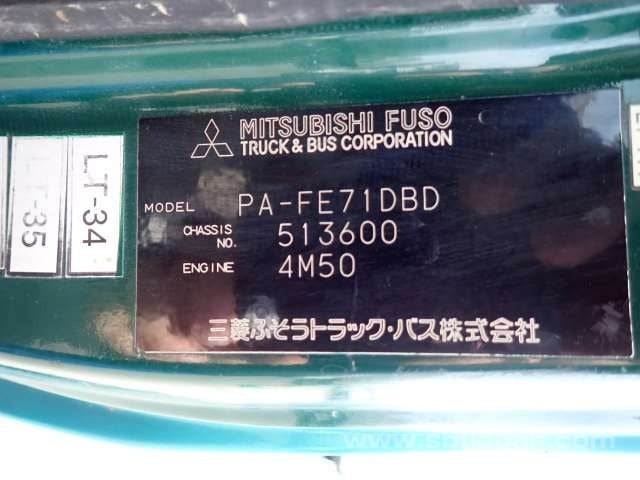 MITSUBISHI FUSO
TRUCK & BUS CORPORATION
MODEL PA-FE71DBD
CHASSIS NO. 513600
ENGINE 4M50
三菱ふそうトラック・バス株式会社
LT-35
LT-34